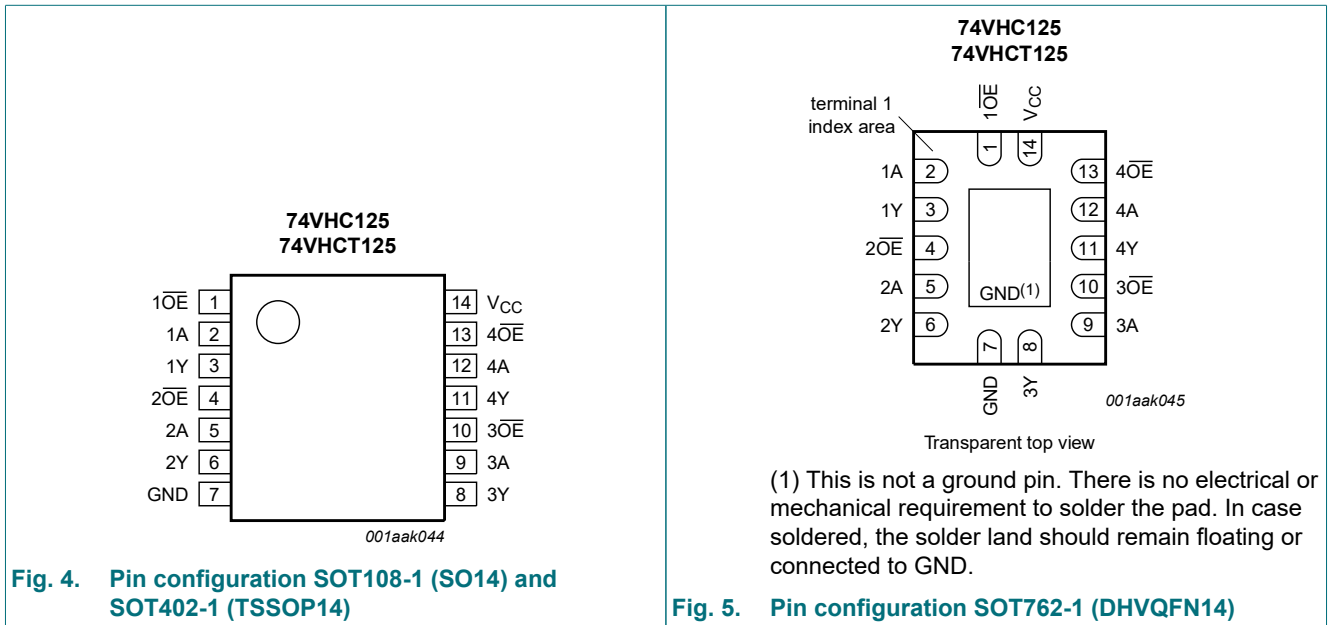 74VHC125
74VHCT125
1OE 1
1A 2
1Y 3
2OE 4
2A 5
2Y 6
GND 7
14 VCC
13 4OE
12 4A
11 4Y
10 3OE
9 3A
8 3Y
001aak044
Fig. 4. Pin configuration SOT108-1 (SO14) and
SOT402-1 (TSSOP14)
74VHC125
74VHCT125
terminal 1
index area
1OE
VCC
1
14
1A 2
1Y 3
2OE 4
2A 5
2Y 6
13 4OE
12 4A
11 4Y
10 3OE
9 3A
GND(1)
7
8
GND
3Y
001aak045
Transparent top view
(1) This is not a ground pin. There is no electrical or
mechanical requirement to solder the pad. In case
soldered, the solder land should remain floating or
connected to GND.
Fig. 5. Pin configuration SOT762-1 (DHVQFN14)